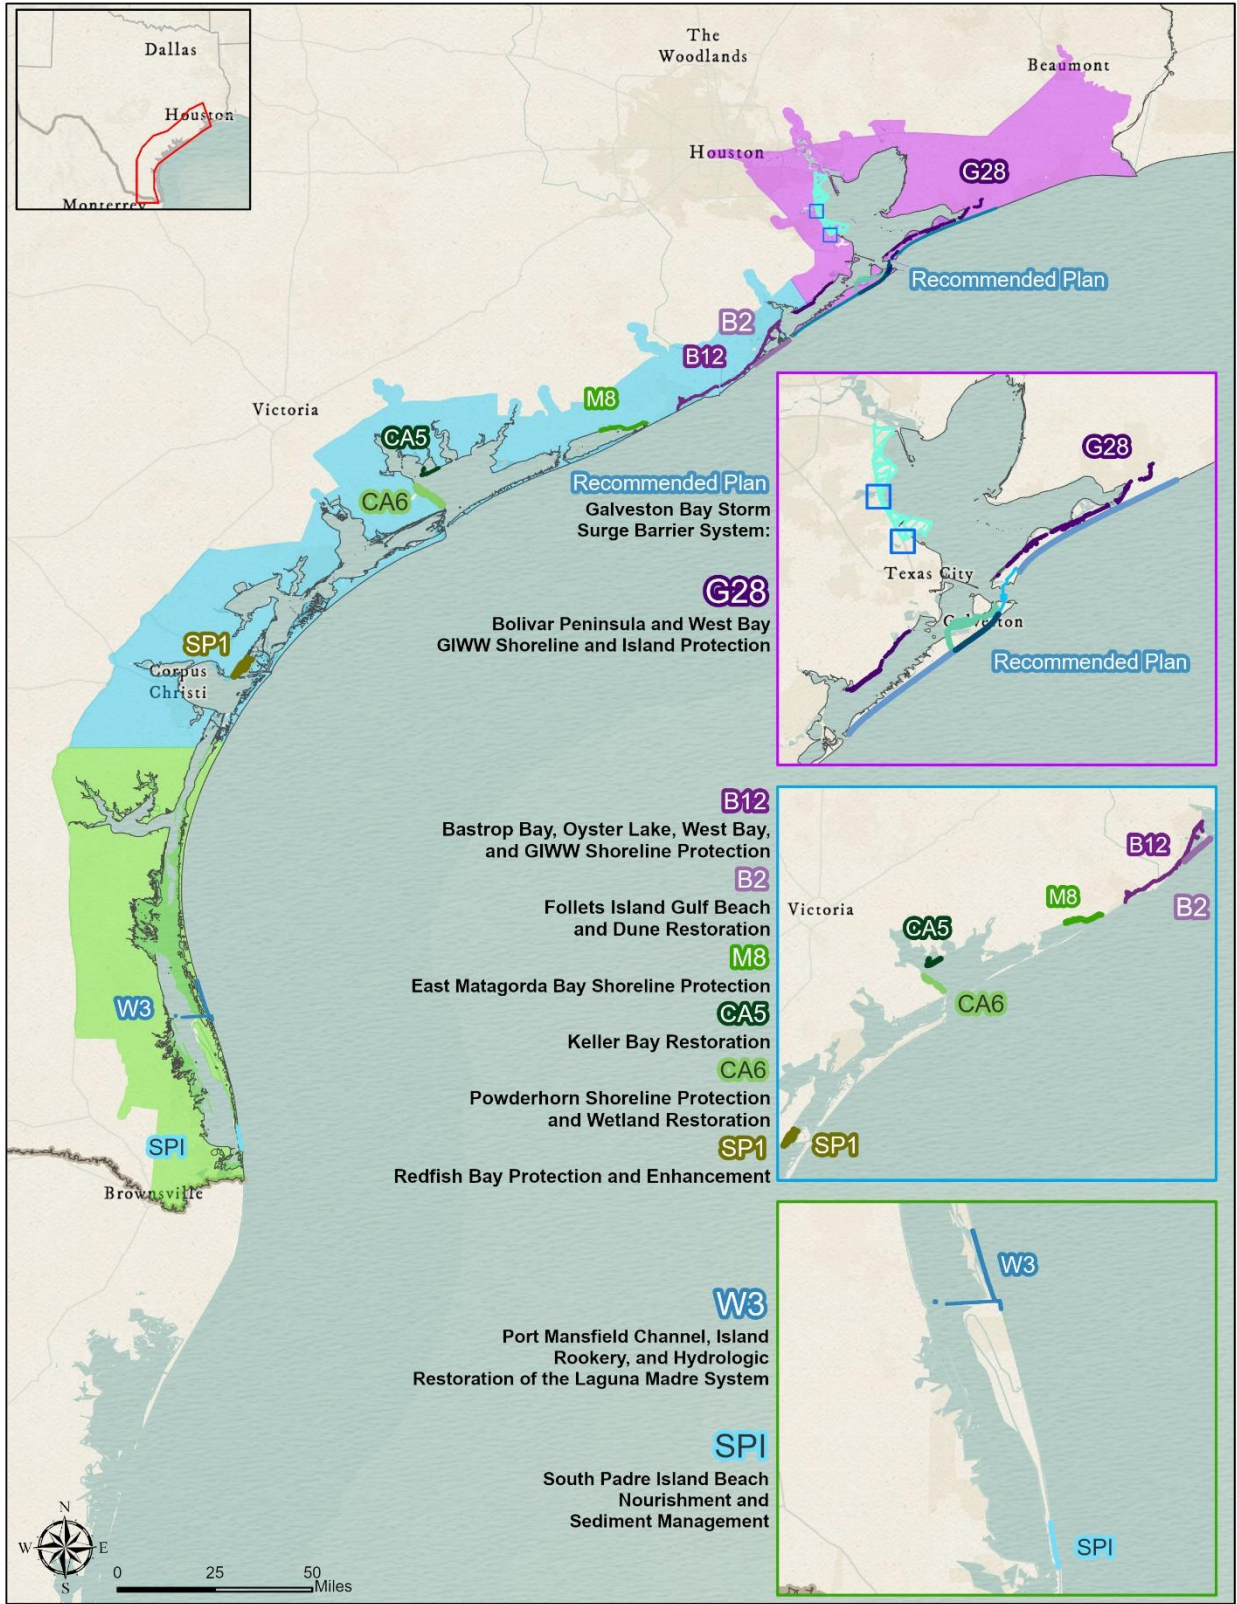 Dallas
Houston
Monterrey
The
Woodlands
Beaumont
Houston
G28
Recommended Plan
B2
B12
M8
Victoria
CA5
CA6
SP1
Corpus
Christi
W3
SPI
Brownsville
Recommended Plan
Galveston Bay Storm
Surge Barrier System:
G28
Bolivar Peninsula and West Bay
GIWW Shoreline and Island Protection
G28
Texas City
Galveston
Recommended Plan
B12
Bastrop Bay, Oyster Lake, West Bay,
and GIWW Shoreline Protection
B2
Follets Island Gulf Beach
and Dune Restoration
M8
East Matagorda Bay Shoreline Protection
CA5
Keller Bay Restoration
CA6
Powderhorn Shoreline Protection
and Wetland Restoration
SP1
Redfish Bay Protection and Enhancement
B12
M8
B2
Victoria
CA5
CA6
SP1
W3
Port Mansfield Channel, Island
Rookery, and Hydrologic
Restoration of the Laguna Madre System
SPI
South Padre Island Beach
Nourishment and
Sediment Management
W3
SPI
N
W E
S
0 25 50
Miles